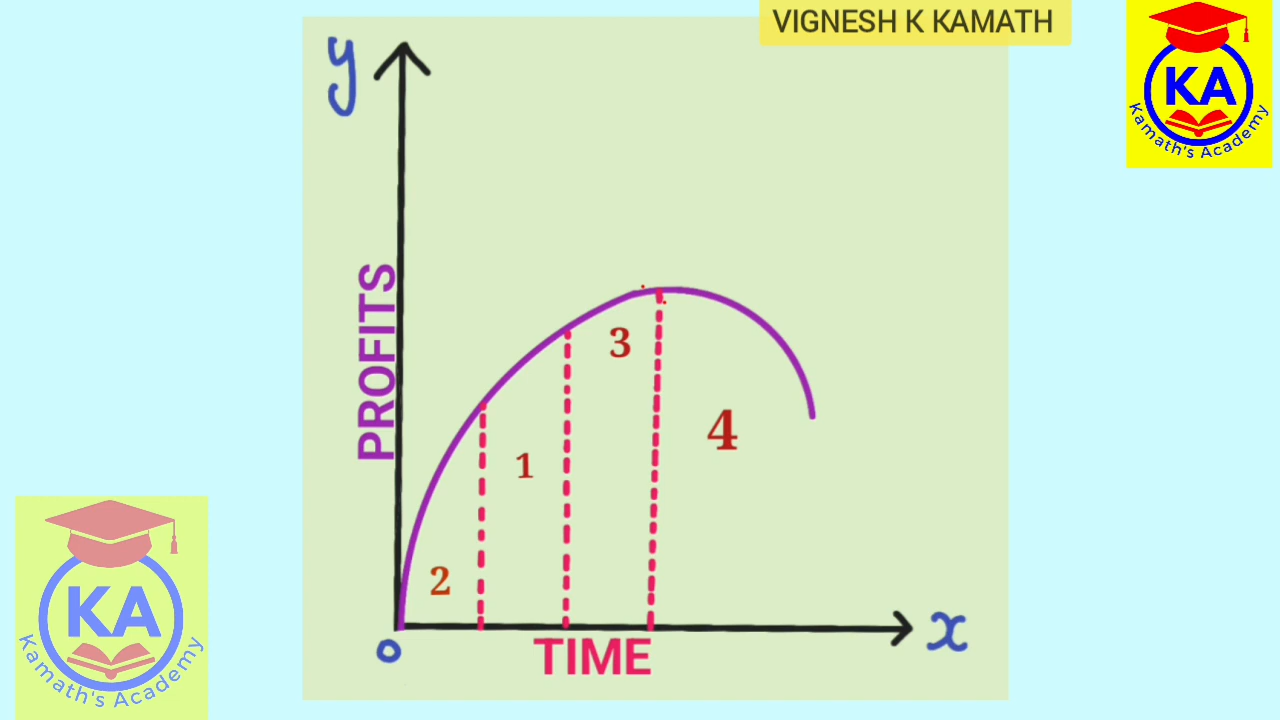 VIGNESH K KAMATH
KA
Kamath's Academy
y
PROFITS
3
4
1
2
KA
Kamath's Academy
o
TIME
x